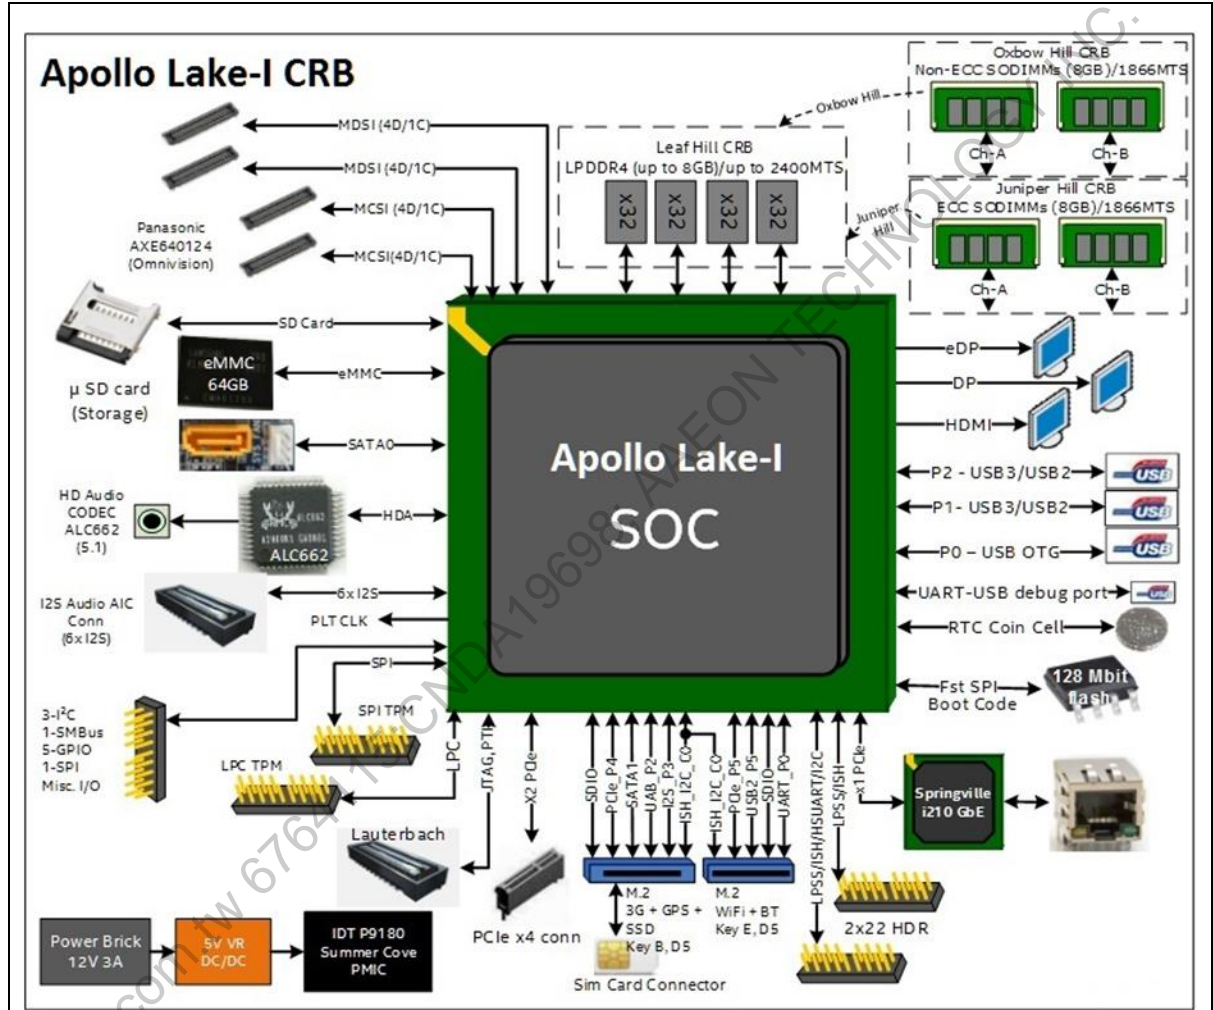 Apollo Lake-I CRB
MDSI (4D/1C)
MDSI (4D/1C)
MCSI (4D/1C)
MCSI(4D/1C)
Panasonic
AXE640124
(Omnivision)
Leaf Hill CRB
LPDDR4 (up to 8GB)/up to 2400MTS
x32
x32
x32
x32
Oxbow Hill
Juniper
Hill
Oxbow Hill CRB
Non-ECC SODIMMs (8GB)/1866MTS
Ch-A
Ch-B
Juniper Hill CRB
ECC SODIMMs (8GB)/1866MTS
Ch-A
Ch-B
SD Card
µ SD card
(Storage)
eMMC
64GB
eMMC
SATA0
HD Audio
CODEC
ALC662
(5.1)
ALC662
ALC662
HDA
I2S Audio AIC
Conn
(6x I2S)
6x I2S
PLT CLK
SPI
3-I²C
1-SMBus
5-GPIO
1-SPI
Misc. I/O
SPI TPM
LPC TPM
LPC
JTAG, PTI
Lauterbach
X2 PCIe
PCIe x4 conn
Apollo Lake-I
SOC
eDP
DP
HDMI
P2 - USB3/USB2
USB
P1- USB3/USB2
USB
P0 – USB OTG
USB
UART-USB debug port
RTC Coin Cell
Fst SPI
Boot Code
128 Mbit
flash
SDIO
PCIe_P4
SATA1
UAB_P2
I2S_P3
ISH_I2C_C0
ISH_I2C_C0
PCIe_P5
USB2_P5
SDIO
UART_P0
LPSS/ISH/HSUART/I2C
LPSS/ISH
x1 PCIe
Springville
i210 GbE
M.2
3G + GPS +
SSD
Key B, D5
M.2
WiFi + BT
Key E, D5
Sim Card Connector
2x22 HDR
Power Brick
12V 3A
5V VR
DC/DC
IDT P9180
Summer Cove
PMIC